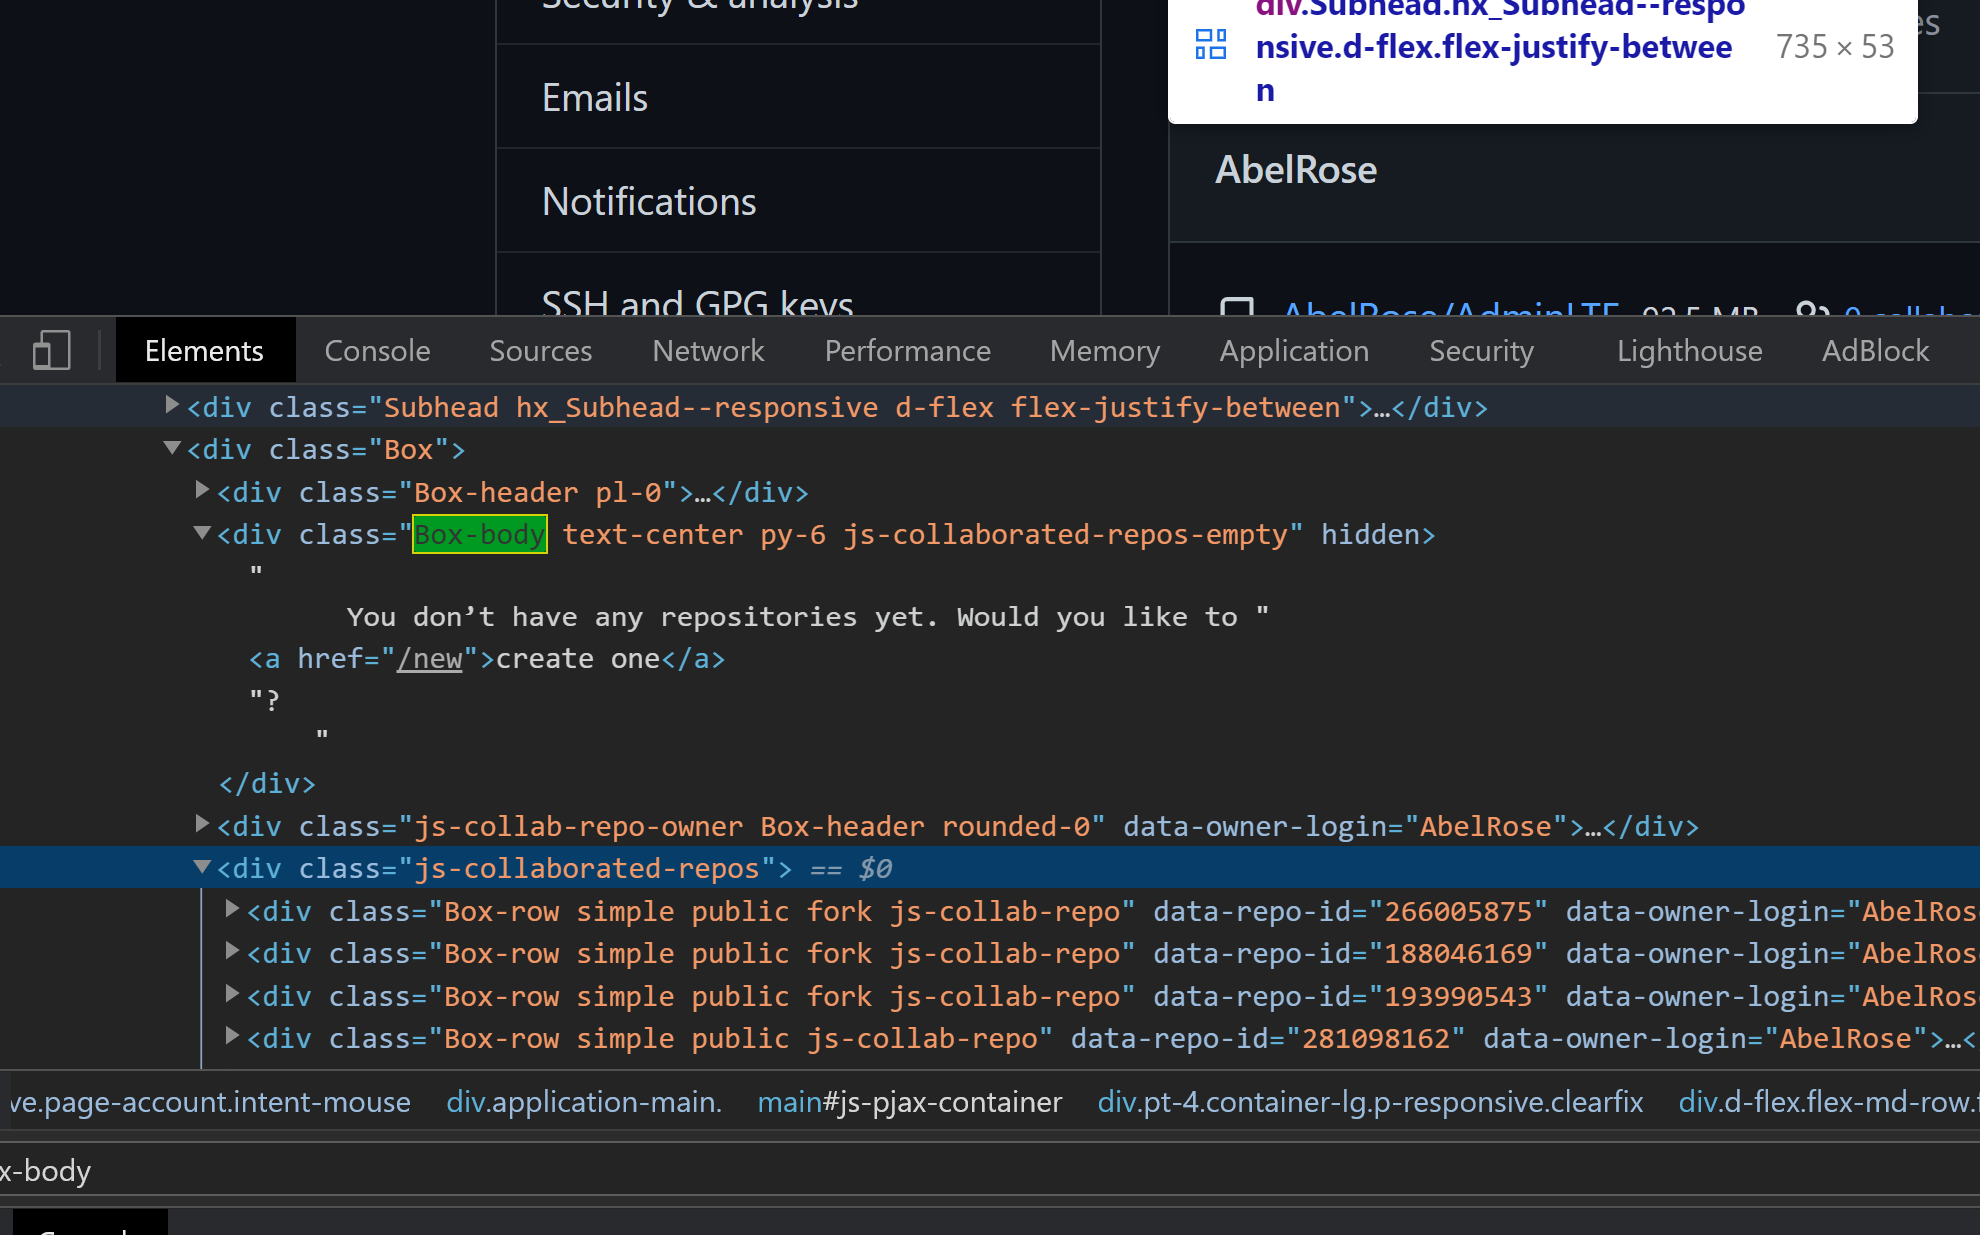 Security & analysis
Emails
Notifications
SSH and GPG keys
div.Subhead.hx_Subhead--respo
nsive.d-flex.flex-justify-betwee
n
735 × 53
es
AbelRose
AbelRose/AdminLTE 92.5 MB 0 collabo
Elements Console Sources Network Performance Memory Application Security Lighthouse AdBlock
<div class="Subhead hx_Subhead--responsive d-flex flex-justify-between">…</div>
<div class="Box">
<div class="Box-header pl-0">…</div>
<div class="Box-body text-center py-6 js-collaborated-repos-empty" hidden>
"
You don’t have any repositories yet. Would you like to "
<a href="/new">create one</a>
"?
"
</div>
<div class="js-collab-repo-owner Box-header rounded-0" data-owner-login="AbelRose">…</div>
<div class="js-collaborated-repos"> == $0
<div class="Box-row simple public fork js-collab-repo" data-repo-id="266005875" data-owner-login="AbelRos
<div class="Box-row simple public fork js-collab-repo" data-repo-id="188046169" data-owner-login="AbelRos
<div class="Box-row simple public fork js-collab-repo" data-repo-id="193990543" data-owner-login="AbelRos
<div class="Box-row simple public js-collab-repo" data-repo-id="281098162" data-owner-login="AbelRose">…<
ve.page-account.intent-mouse div.application-main. main#js-pjax-container div.pt-4.container-lg.p-responsive.clearfix div.d-flex.flex-md-row.f
x-body